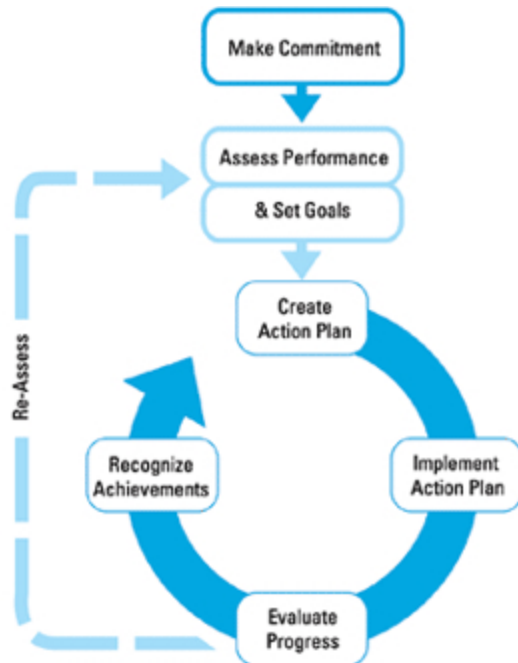 Make Commitment
Assess Performance
& Set Goals
Create
Action Plan
Re-Assess
Recognize
Achievements
Implement
Action Plan
Evaluate
Progress